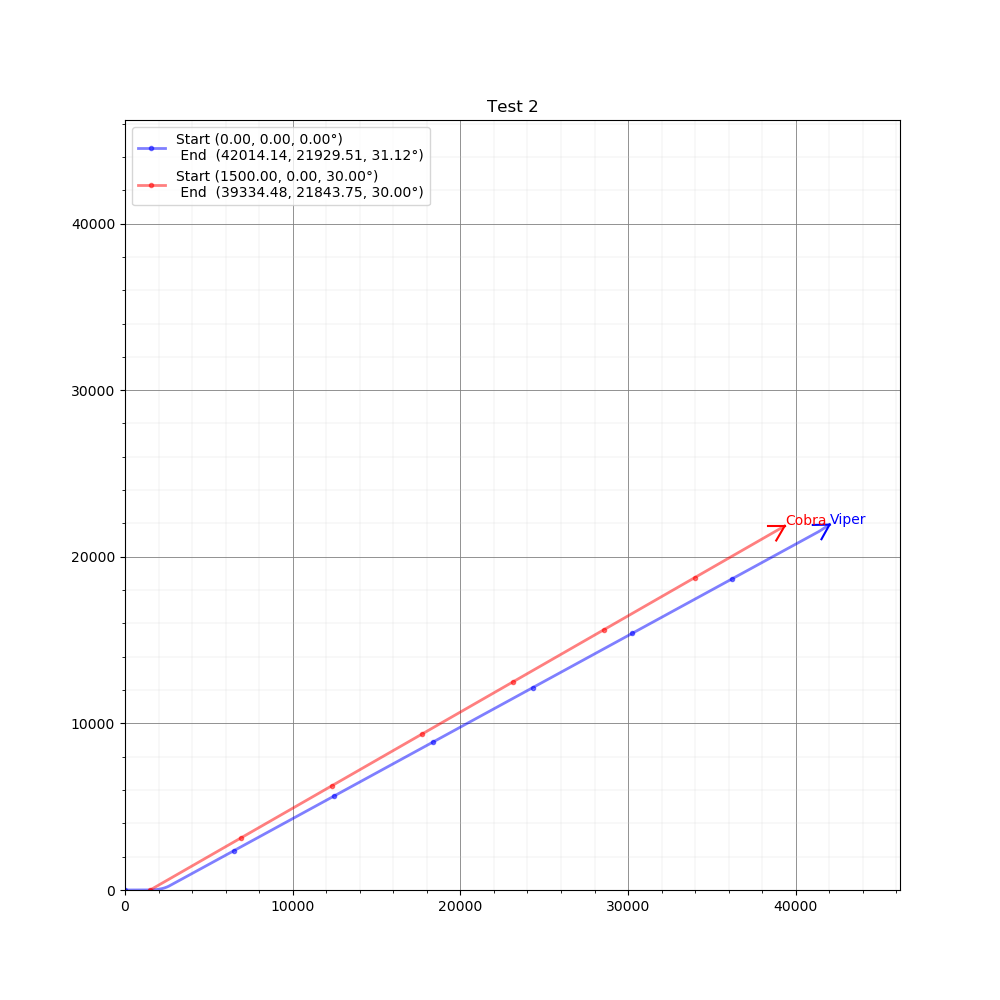 Test 2
Start (0.00, 0.00, 0.00°)
End (42014.14, 21929.51, 31.12°)
Start (1500.00, 0.00, 30.00°)
End (39334.48, 21843.75, 30.00°)
40000
30000
20000
10000
0
Cobra
Viper
0 10000 20000 30000 40000